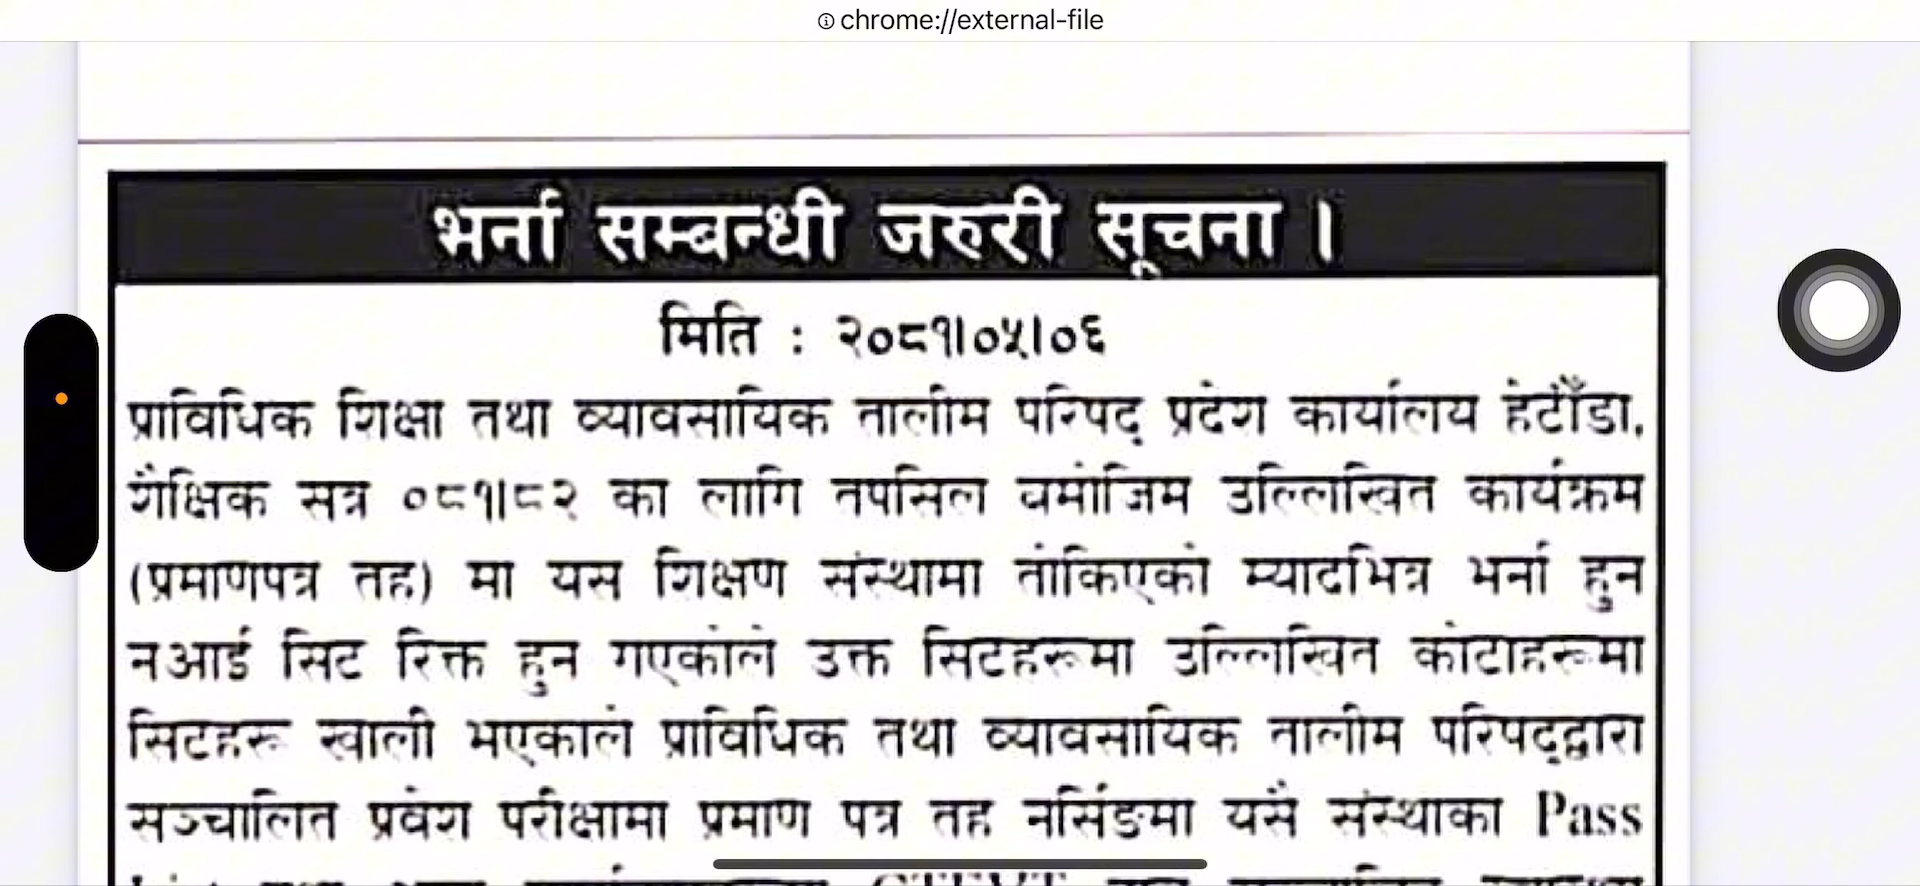 chrome://external-file
भर्ना सम्बन्धी जरुरी सूचना ।
मिति : २०८१।०५।०६
प्राविधिक शिक्षा तथा व्यावसायिक तालीम परिषद् प्रदेश कार्यालय हेटौँडा,
शैक्षिक सत्र ०८१।८२ का लागि तपसिल बमोजिम उल्लिखित कार्यक्रम
(प्रमाणपत्र तह) मा यस शिक्षण संस्थामा तोकिएको म्यादभित्र भर्ना हुन
नआई सिट रिक्त हुन गएकोले उक्त सिटहरूमा उल्लिखित कोटाहरूमा
सिटहरू खाली भएकाले प्राविधिक तथा व्यावसायिक तालीम परिषद्द्वारा
सञ्चालित प्रवेश परीक्षामा प्रमाण पत्र तह नर्सिङमा यसै संस्थाका Pass